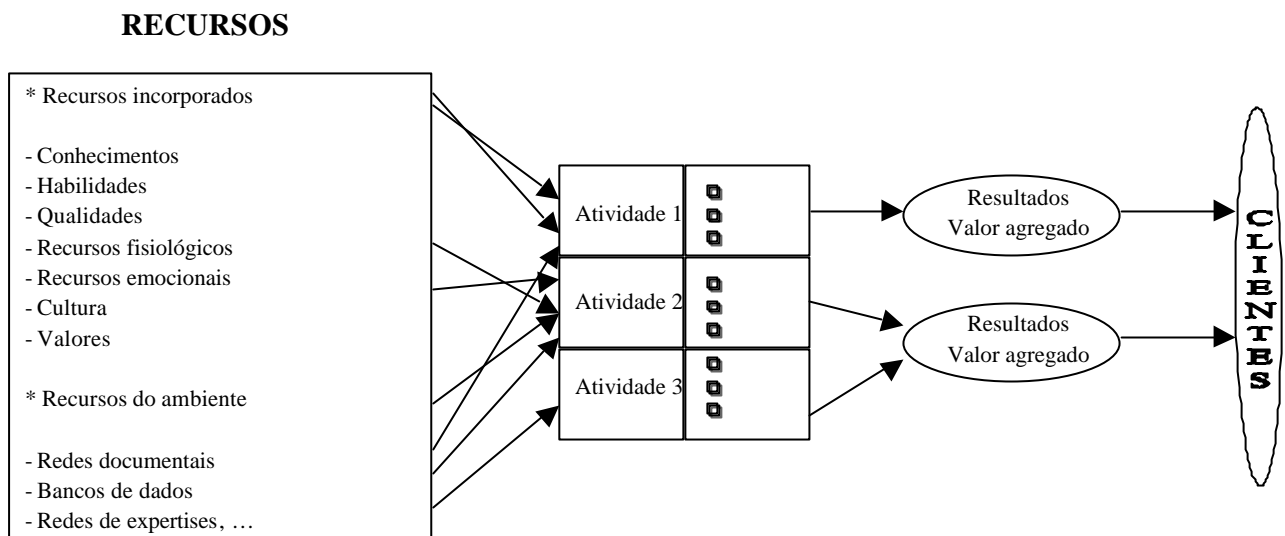 RECURSOS
* Recursos incorporados
- Conhecimentos
- Habilidades
- Qualidades
- Recursos fisiológicos
- Recursos emocionais
- Cultura
- Valores
* Recursos do ambiente
- Redes documentais
- Bancos de dados
- Redes de expertises, …
Atividade 1
Atividade 2
Atividade 3
Resultados
Valor agregado
Resultados
Valor agregado
CLIENTES